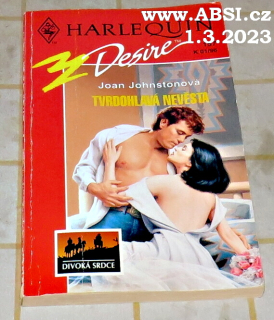 www.ABSI.cz
1.3.2023
HARLEQUIN
Desire
Joan Johnstonová
TVRDOHLAVÁ NEVĚSTA
DIVOKÁ SRDCE